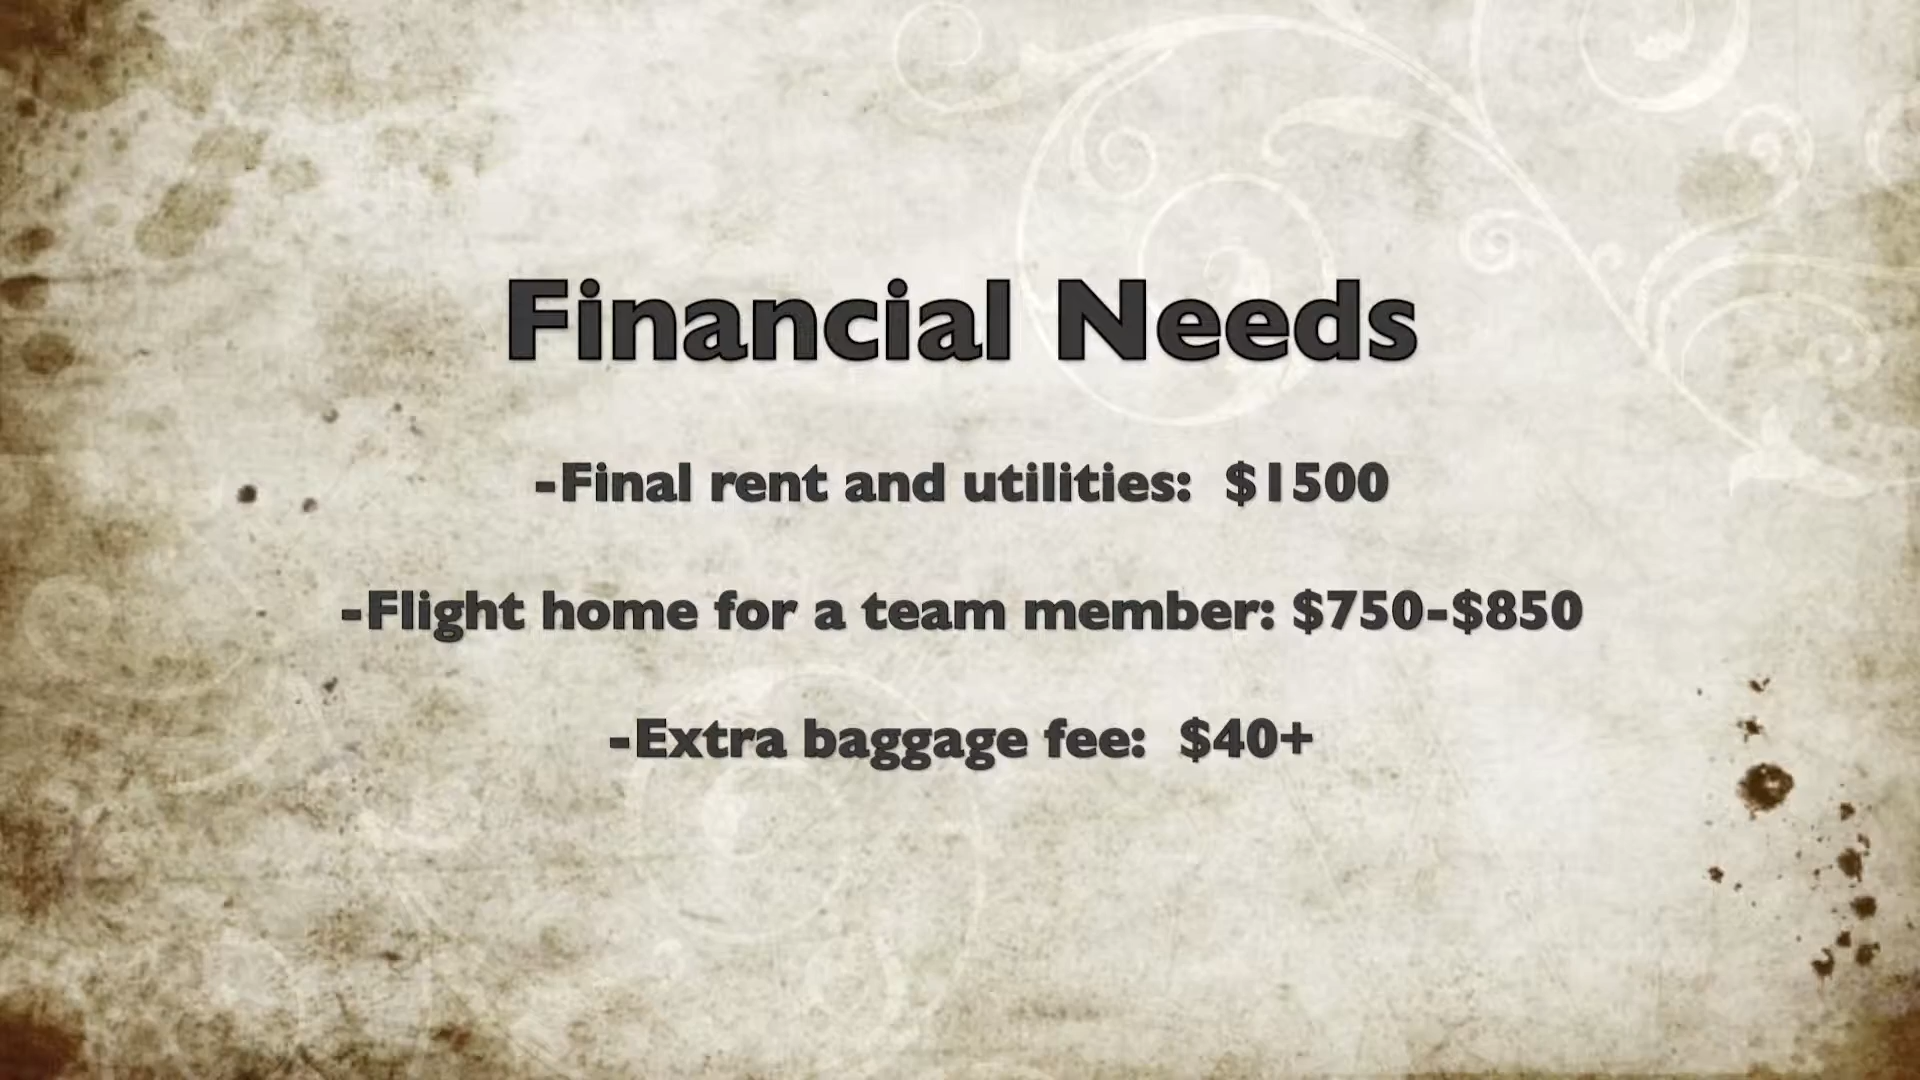 Financial Needs
-Final rent and utilities:  $1500
-Flight home for a team member: $750-$850
-Extra baggage fee:  $40+